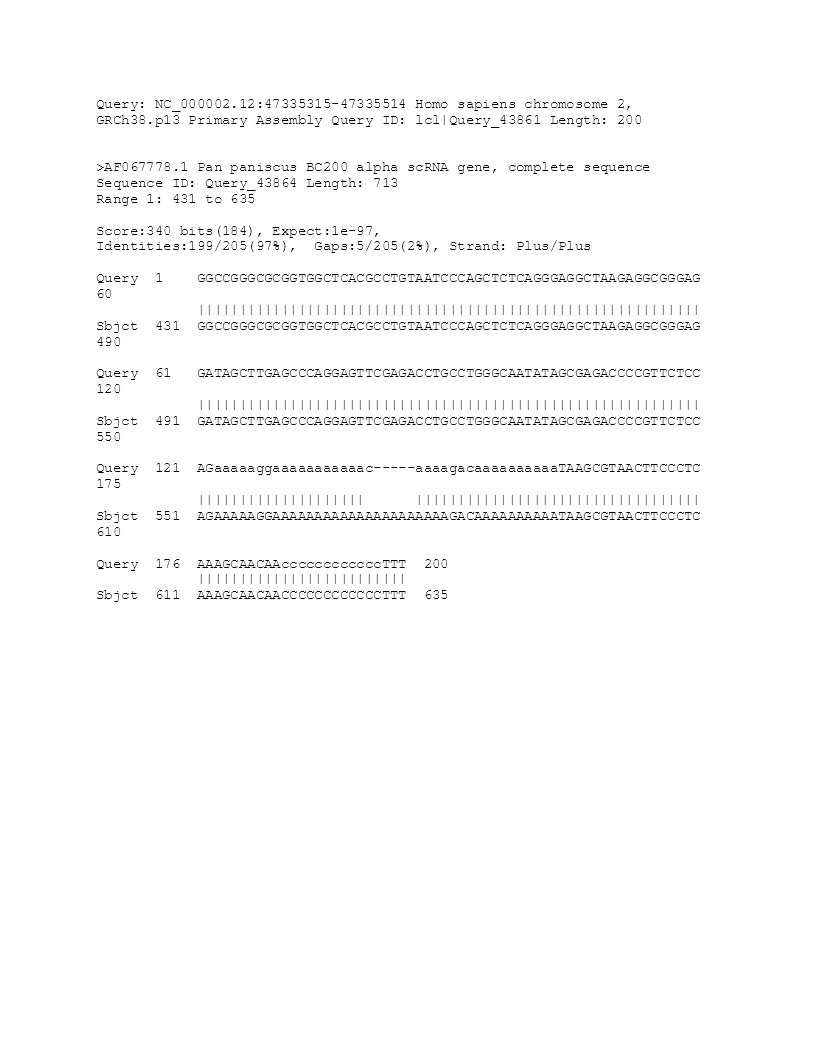 Query: NC_000002.12:47335315-47335514 Homo sapiens chromosome 2,
GRCh38.p13 Primary Assembly Query ID: lcl|Query_43861 Length: 200
>AF067778.1 Pan paniscus BC200 alpha scRNA gene, complete sequence
Sequence ID: Query_43864 Length: 713
Range 1: 431 to 635
Score:340 bits(184), Expect:1e-97,
Identities:199/205(97%),  Gaps:5/205(2%), Strand: Plus/Plus
Query  1    GGCCGGGCGCGGTGGCTCACGCCTGTAATCCCAGCTCTCAGGGAGGCTAAGAGGCGGGAG
60
            ||||||||||||||||||||||||||||||||||||||||||||||||||||||||||||
Sbjct  431  GGCCGGGCGCGGTGGCTCACGCCTGTAATCCCAGCTCTCAGGGAGGCTAAGAGGCGGGAG
490
Query  61   GATAGCTTGAGCCCAGGAGTTCGAGACCTGCCTGGGCAATATAGCGAGACCCCGTTCTCC
120
            ||||||||||||||||||||||||||||||||||||||||||||||||||||||||||||
Sbjct  491  GATAGCTTGAGCCCAGGAGTTCGAGACCTGCCTGGGCAATATAGCGAGACCCCGTTCTCC
550
Query  121  AGaaaaaggaaaaaaaaaaac-----aaaagacaaaaaaaaaaTAAGCGTAACTTCCCTC
175
            ||||||||||||||||||||      ||||||||||||||||||||||||||||||||||
Sbjct  551  AGAAAAAGGAAAAAAAAAAAAAAAAAAAAAGACAAAAAAAAAATAAGCGTAACTTCCCTC
610
Query  176  AAAGCAACAAccccccccccccTTT  200
            |||||||||||||||||||||||||
Sbjct  611  AAAGCAACAACCCCCCCCCCCCTTT  635